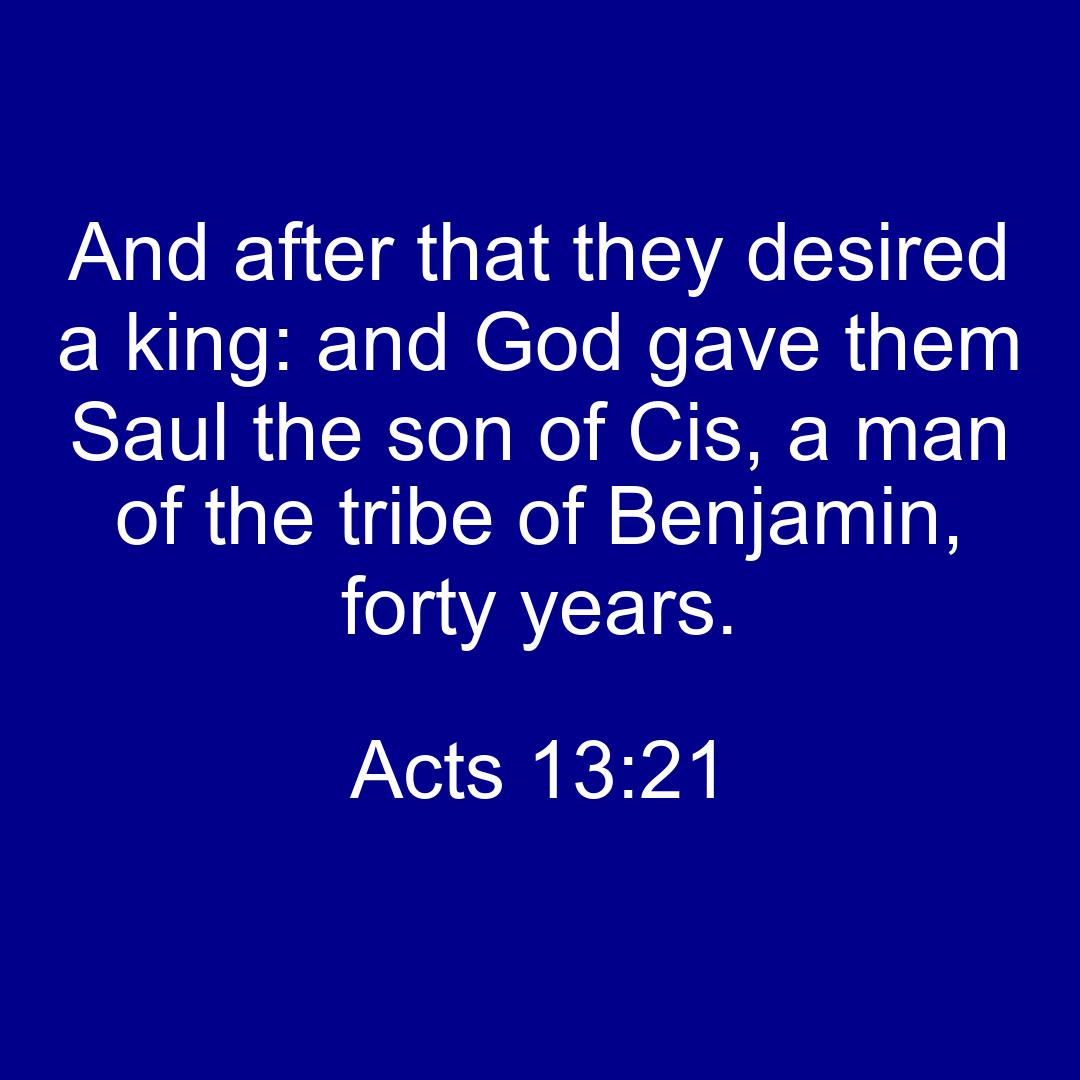 And after that they desired
a king: and God gave them
Saul the son of Cis, a man
of the tribe of Benjamin,
forty years.
Acts 13:21